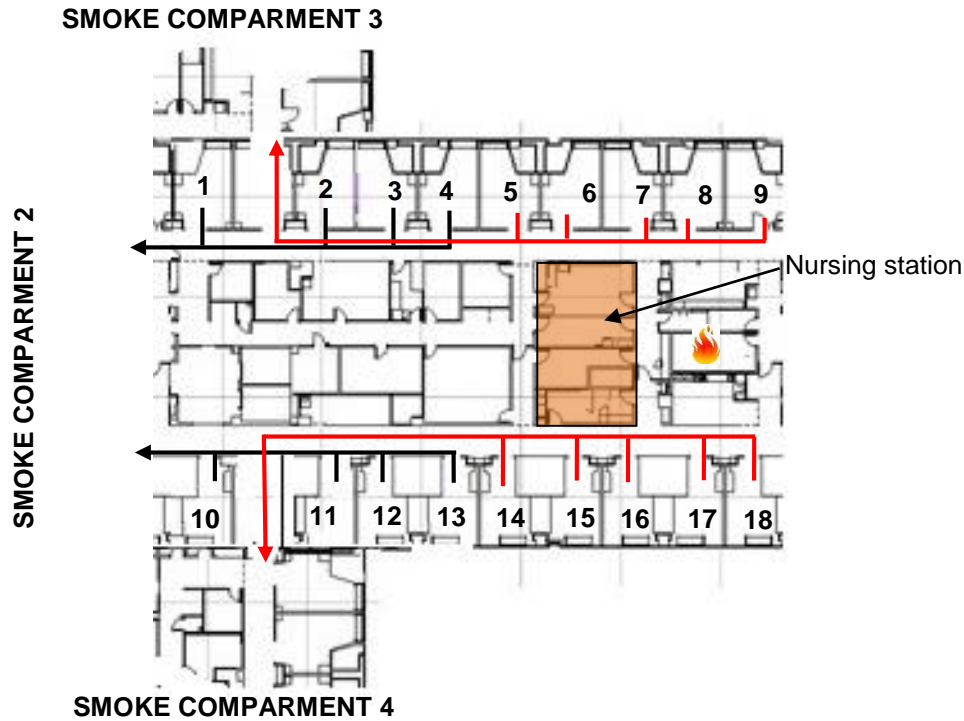 SMOKE COMPARMENT 3
1 2 3 4 5 6 7 8 9
SMOKE COMPARMENT 2
Nursing station
10 11 12 13 14 15 16 17 18
SMOKE COMPARMENT 4